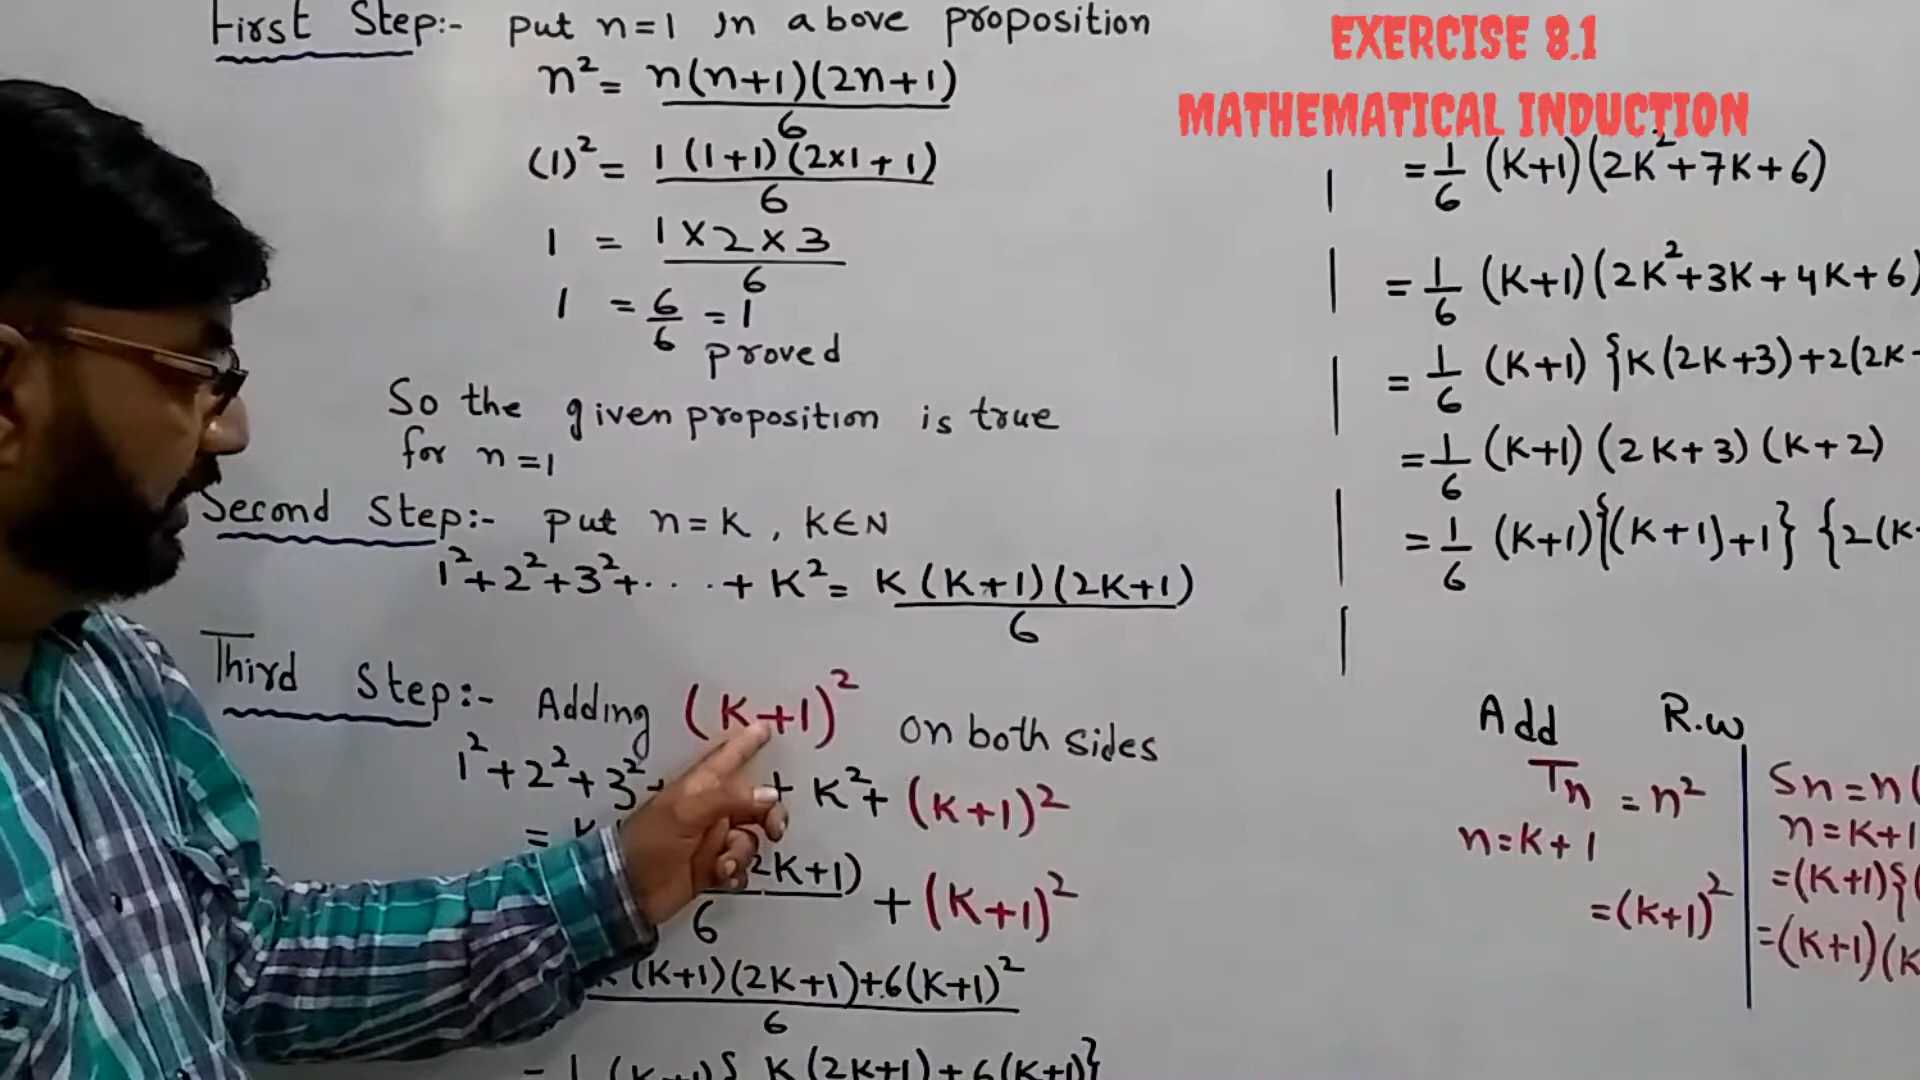 First Step:- Put n=1 in above proposition
n²= n(n+1)(2n+1)
6
(1)²= 1(1+1)(2×1+1)
6
1 = 1×2×3
6
1 = 6/6 = 1
proved
So the given proposition is true
for n=1
Second Step:- Put n=K, K∈N
1²+2²+3²+....+K²= K(K+1)(2K+1)
6
Third Step:- Adding (K+1)² on both sides
1²+2²+3²+ + K²+(K+1)²
=
2K+1)
6
+(K+1)²
(K+1)(2K+1)+6(K+1)²
6
K(2K+1)+6(K+1)}
EXERCISE 8.1
MATHEMATICAL INDUCTION
=1/6 (K+1)(2K²+7K+6)
=1/6 (K+1)(2K²+3K+4K+6)
=1/6 (K+1){K(2K+3)+2(2K
=1/6 (K+1)(2K+3)(K+2)
=1/6 (K+1){(K+1)+1}{2(K
Add R.w
Tn = n²
n=K+1
=(K+1)²
Sn=n(
n=K+1
=(K+1){(
=(K+1)(K